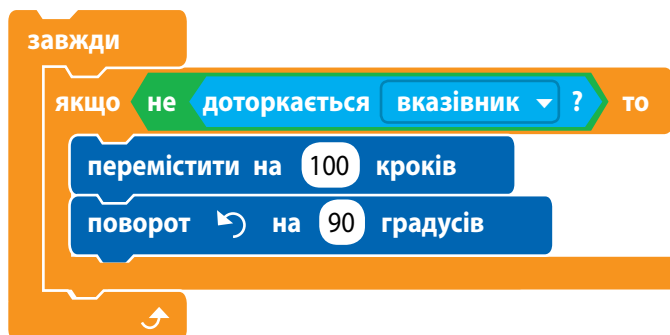 завжди
якщо не доторкається вказівник ? то
перемістити на 100 кроків
поворот на 90 градусів